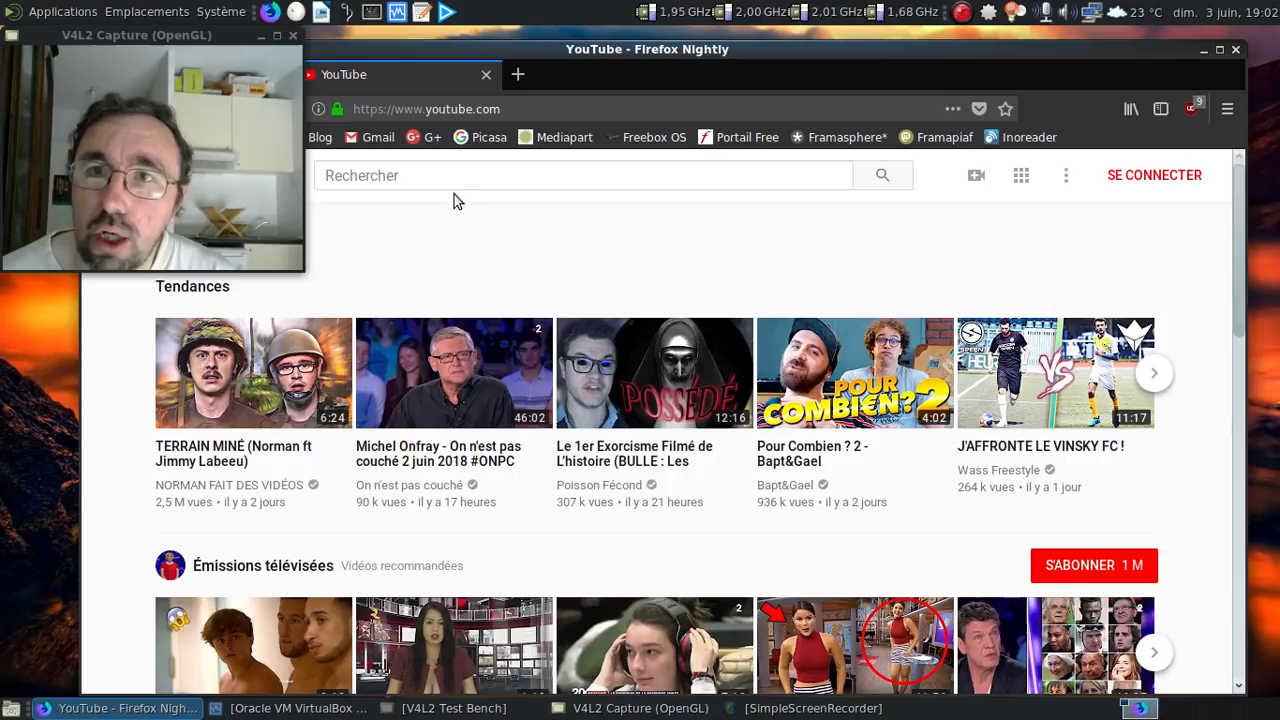 Applications Emplacements Système
1,95 GHz 2,00 GHz 2,01 GHz 1,68 GHz 23 °C dim. 3 juin, 19:02
V4L2 Capture (OpenGL)
YouTube - Firefox Nightly
YouTube
https://www.youtube.com
9
Blog Gmail G+ Picasa Mediapart Freebox OS Portail Free Framasphère* Framapiaf Inoreader
Rechercher
SE CONNECTER
Tendances
6:24
2
46:02
POSSÉDÉ
12:16
POUR
COMBI€N? 2
4:02
VS
11:17
TERRAIN MINÉ (Norman ft
Jimmy Labeeu)
NORMAN FAIT DES VIDÉOS
2,5 M vues • il y a 2 jours
Michel Onfray - On n'est pas
couché 2 juin 2018 #ONPC
On n'est pas couché
90 k vues • il y a 17 heures
Le 1er Exorcisme Filmé de
L'histoire (BULLE : Les
Poisson Fécond
307 k vues • il y a 21 heures
Pour Combien ? 2 -
Bapt&Gael
Bapt&Gael
936 k vues • il y a 2 jours
J'AFFRONTE LE VINSKY FC !
Wass Freestyle
264 k vues • il y a 1 jour
Émissions télévisées Vidéos recommandées
S'ABONNER 1 M
2
2
YouTube - Firefox Nigh...
[Oracle VM VirtualBox ...
[V4L2 Test Bench]
V4L2 Capture (OpenGL)
[SimpleScreenRecorder]